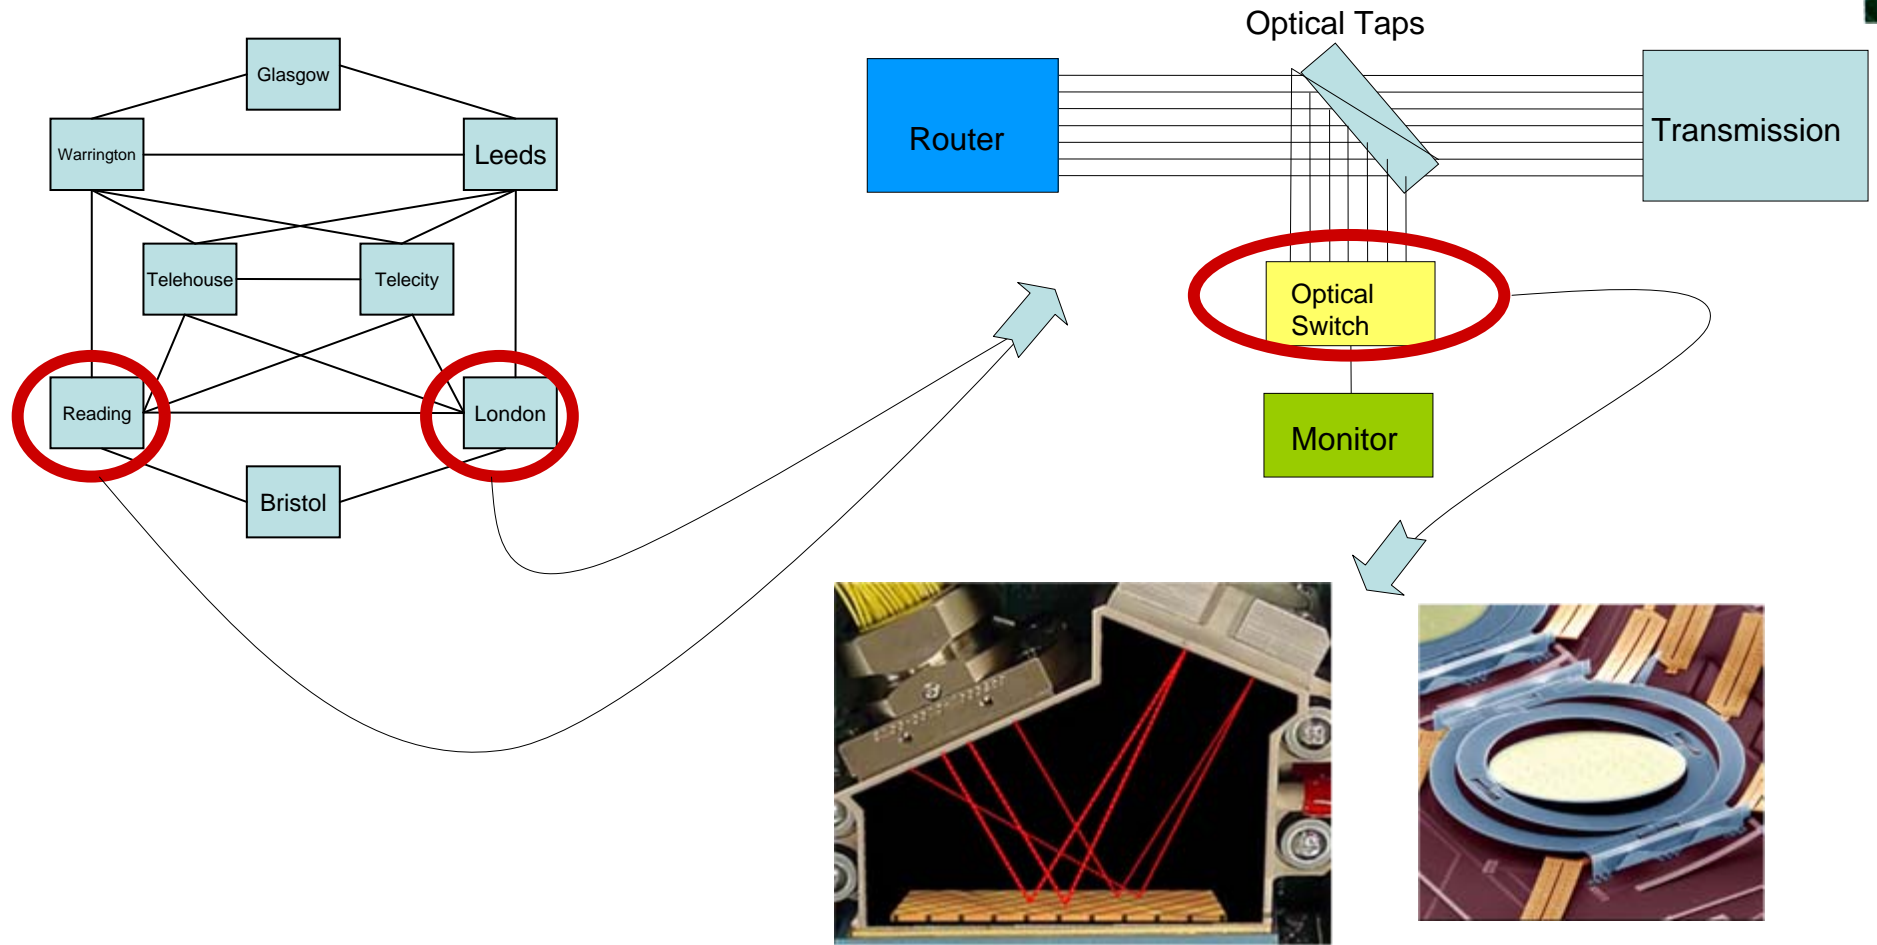 Optical Taps
Glasgow
Warrington
Leeds
Router
Transmission
Telehouse
Telecity
Optical
Switch
Reading
London
Monitor
Bristol